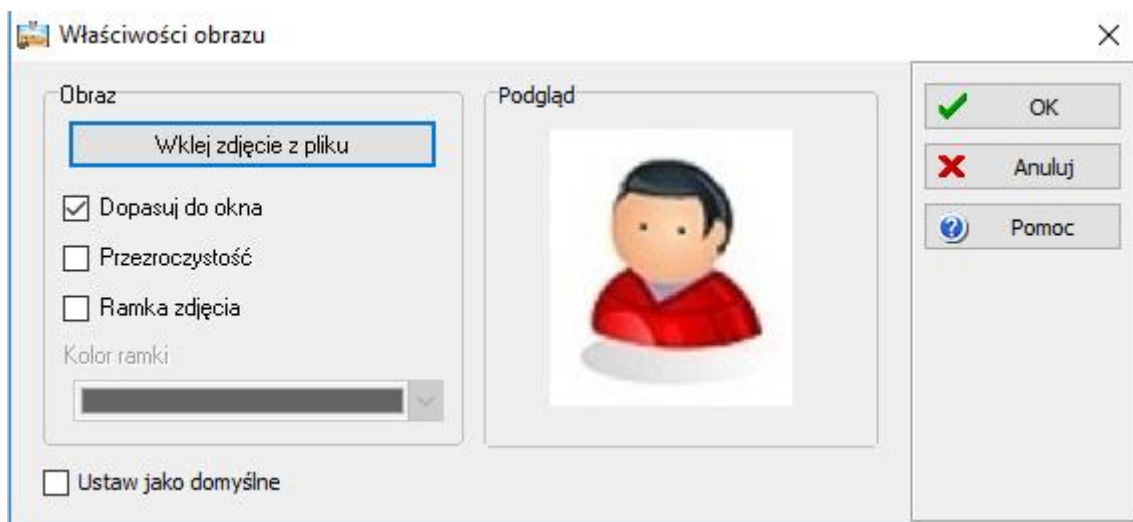 Właściwości obrazu
Obraz
Wklej zdjęcie z pliku
Dopasuj do okna
Przezroczystość
Ramka zdjęcia
Kolor ramki
Ustaw jako domyślne
Podgląd
OK
Anuluj
Pomoc